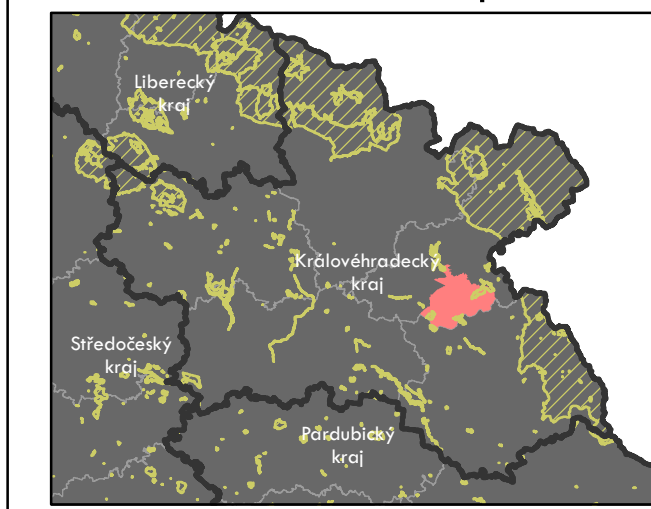 Liberecký
kraj
Královéhradecký
kraj
Středočeský
kraj
Pardubický
kraj